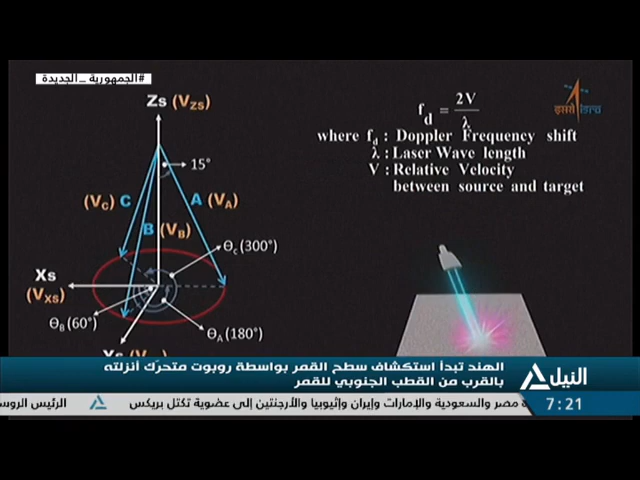 #الجمهورية_الجديدة
Zs (VZS)
15°
(VC) C
A (VA)
B (VB)
θc (300°)
Xs
(VXS)
θB (60°)
θA (180°)
fd = 2V / λ
where fd : Doppler Frequency shift
λ : Laser Wave length
V : Relative Velocity
between source and target
isro
الهند تبدأ استكشاف سطح القمر بواسطة روبوت متحرّك أنزلته
بالقرب من القطب الجنوبي للقمر
النيل
مصر والسعودية والإمارات وإيران وإثيوبيا والأرجنتين إلى عضوية تكتل بريكس
الرئيس
7:21